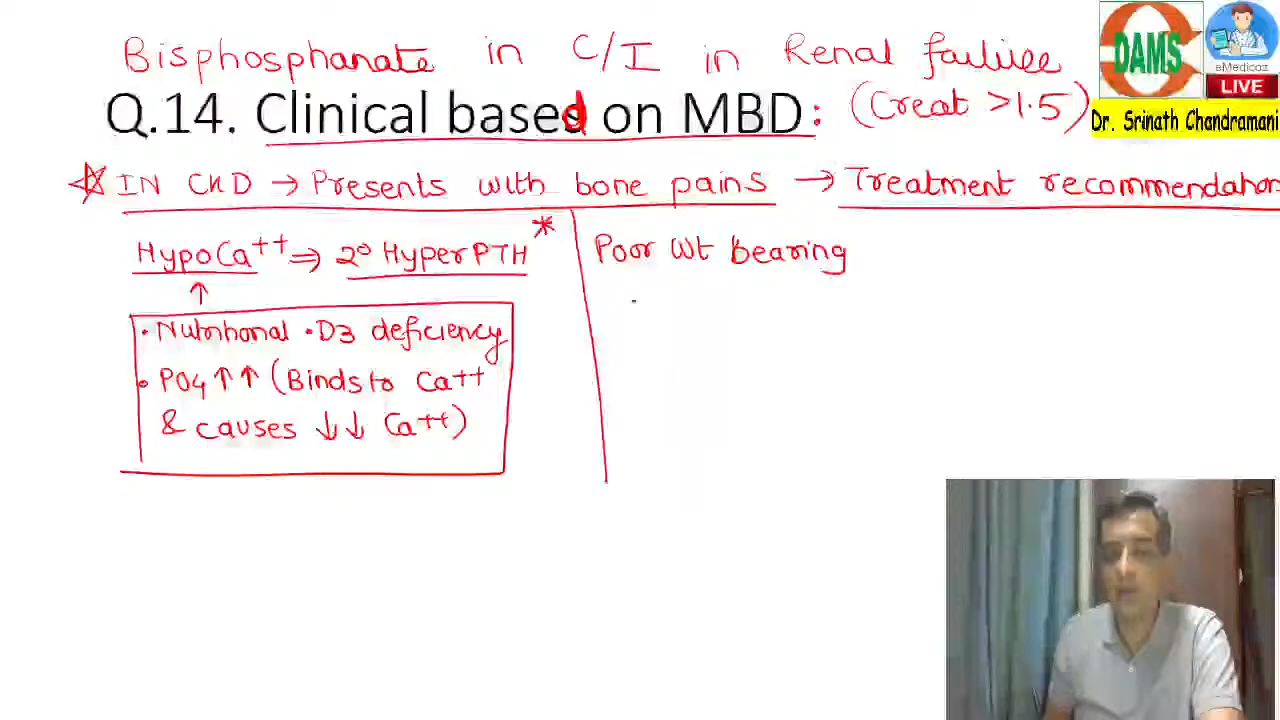 Bisphosphanate in C/I in Renal failure
Q.14. Clinical based on MBD: (Creat >1.5)
IN CKD → Presents with bone pains → Treatment recommendation
HypoCa++ ⇒ 2° HyperPTH *
↑
• Nutritional • D3 deficiency
• PO4 ↑↑ (Binds to Ca++
& causes ↓↓ Ca++)
Poor Wt bearing
DAMS
eMedicoz
LIVE
Dr. Srinath Chandramani